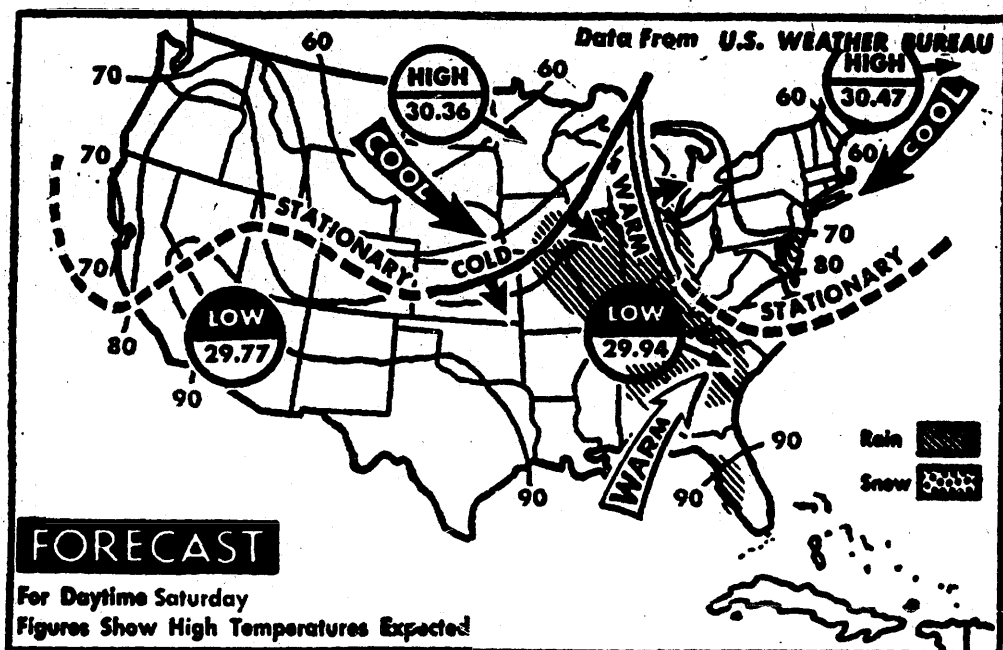 Data From U.S. WEATHER BUREAU
60
70
HIGH
30.36
60
HIGH
30.47
60
COOL
COOL
60
70
WARM
STATIONARY
70
COLD
70
80
STATIONARY
LOW
29.77
LOW
29.94
80
90
WARM
90
90
90
Rain
Snow
FORECAST
For Daytime Saturday
Figures Show High Temperatures Expected